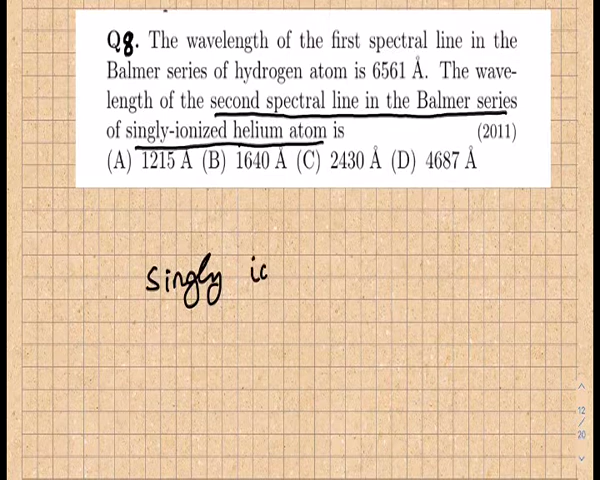 Q8. The wavelength of the first spectral line in the
Balmer series of hydrogen atom is 6561 Å. The wave-
length of the second spectral line in the Balmer series
of singly-ionized helium atom is (2011)
(A) 1215 Å (B) 1640 Å (C) 2430 Å (D) 4687 Å
Singly io
12
/
20